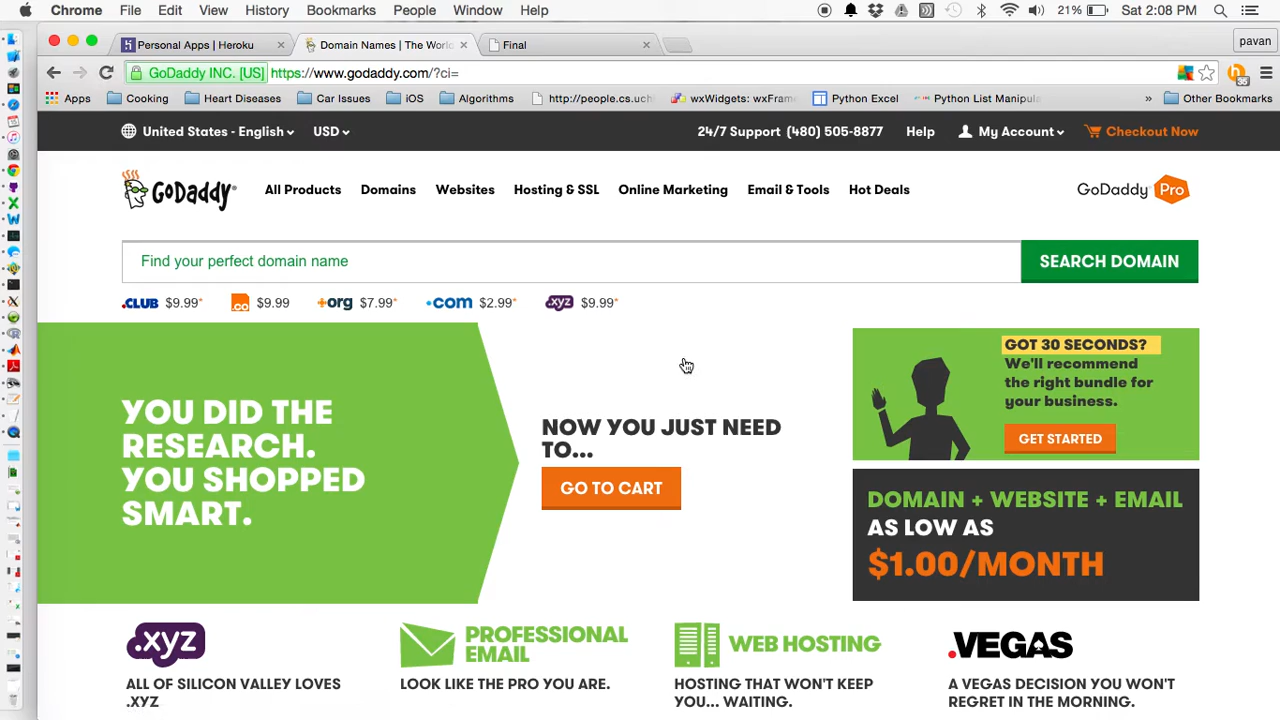 Chrome File Edit View History Bookmarks People Window Help 21% Sat 2:08 PM
Personal Apps | Heroku Domain Names | The World Final pavan
GoDaddy INC. [US] https://www.godaddy.com/?ci=
Apps Cooking Heart Diseases Car Issues iOS Algorithms http://people.cs.uch wxWidgets: wxFram Python Excel Python List Manipula » Other Bookmarks
United States - English USD 24/7 Support (480) 505-8877 Help My Account Checkout Now
GoDaddy All Products Domains Websites Hosting & SSL Online Marketing Email & Tools Hot Deals GoDaddy Pro
Find your perfect domain name SEARCH DOMAIN
.CLUB $9.99* .co $9.99 +org $7.99* •com $2.99* .xyz $9.99*
YOU DID THE
RESEARCH.
YOU SHOPPED
SMART.
NOW YOU JUST NEED
TO...
GO TO CART
GOT 30 SECONDS?
We'll recommend
the right bundle for
your business.
GET STARTED
DOMAIN + WEBSITE + EMAIL
AS LOW AS
$1.00/MONTH
.xyz
ALL OF SILICON VALLEY LOVES
.XYZ
PROFESSIONAL
EMAIL
LOOK LIKE THE PRO YOU ARE.
WEB HOSTING
HOSTING THAT WON'T KEEP
YOU... WAITING.
.VEGAS
A VEGAS DECISION YOU WON'T
REGRET IN THE MORNING.